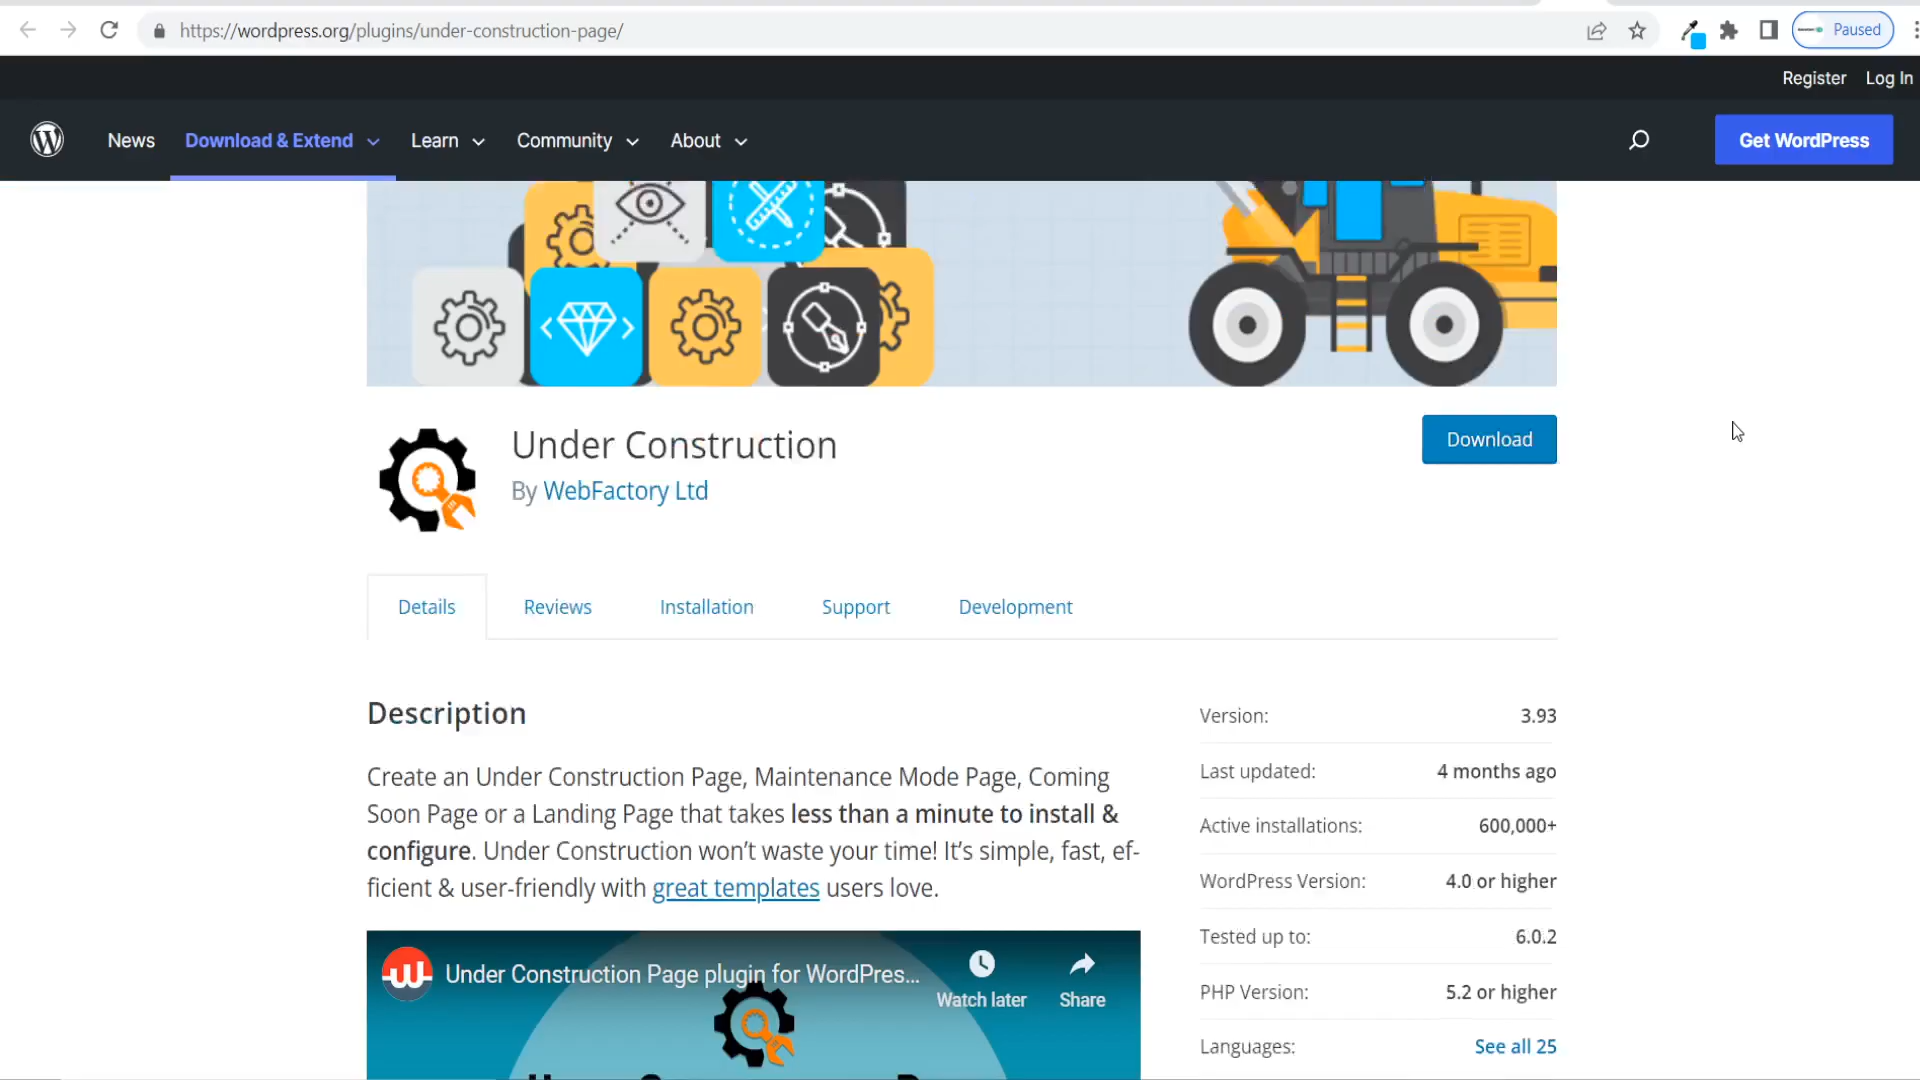 https://wordpress.org/plugins/under-construction-page/
Paused
Register Log In
News Download & Extend Learn Community About Get WordPress
Under Construction
Download
By WebFactory Ltd
Details Reviews Installation Support Development
Description
Create an Under Construction Page, Maintenance Mode Page, Coming
Soon Page or a Landing Page that takes less than a minute to install &
configure. Under Construction won’t waste your time! It’s simple, fast, ef-
ficient & user-friendly with great templates users love.
Under Construction Page plugin for WordPres...
Watch later Share
Version: 3.93
Last updated: 4 months ago
Active installations: 600,000+
WordPress Version: 4.0 or higher
Tested up to: 6.0.2
PHP Version: 5.2 or higher
Languages: See all 25